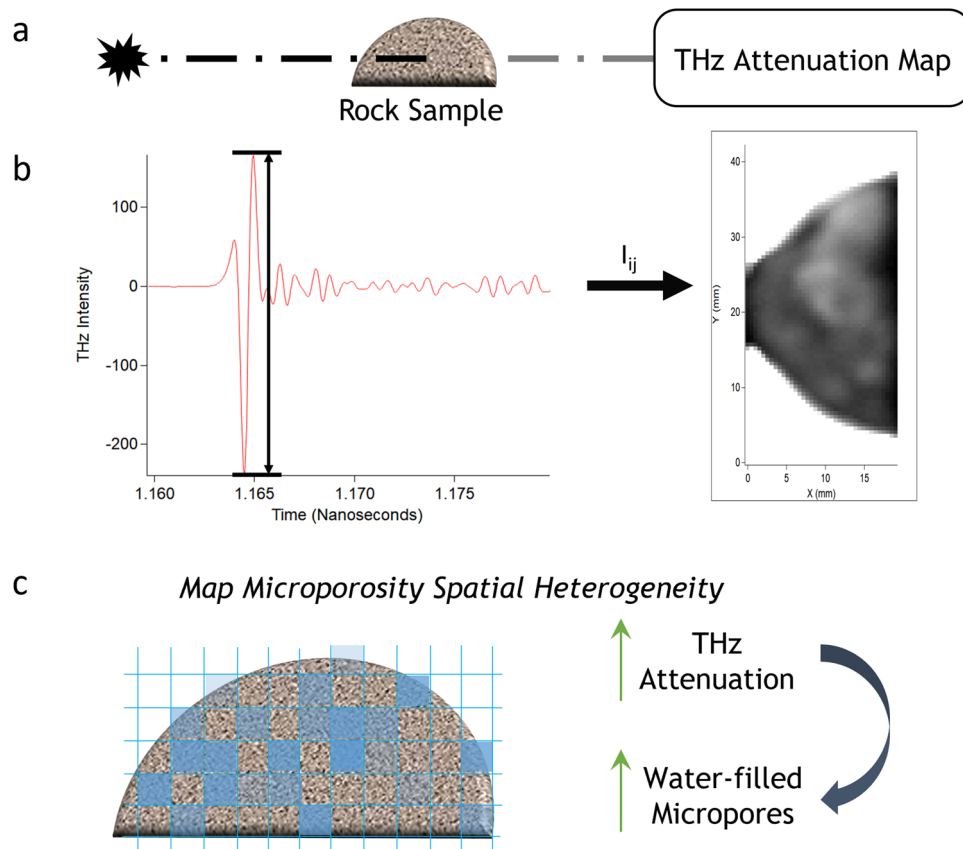 a
THz Attenuation Map
Rock Sample
b
100
0
-100
-200
THz Intensity
1.160
1.165
1.170
1.175
Time (Nanoseconds)
Iij
40
30
20
10
0
Y (mm)
0
5
10
15
X (mm)
c
Map Microporosity Spatial Heterogeneity
THz
Attenuation
Water-filled
Micropores